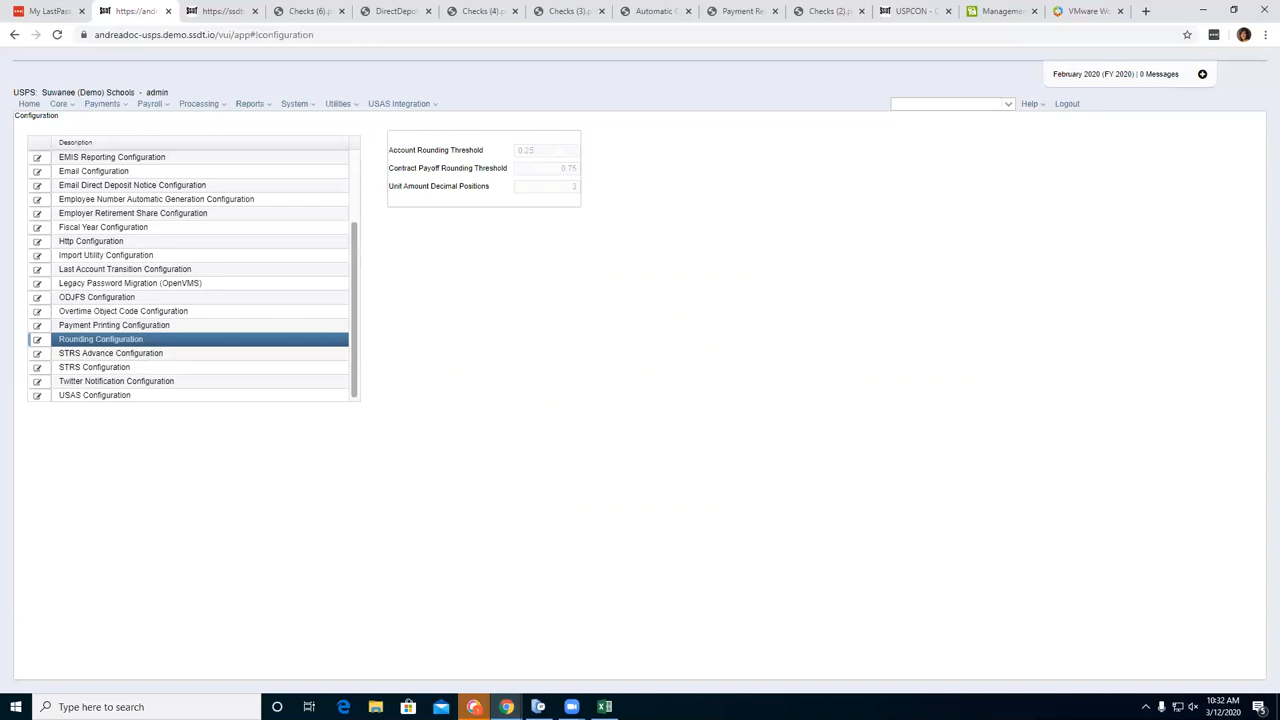 My LastPas
https://andre
https://ssdt.
Checks (6).p
DirectDepos
Checks (4).p
Checks (3).p
Automatic C
Payment Re
Checks (2).p
USPCON - C
Managemen
VMware Wo
andreadoc-usps.demo.ssdt.io/vui/app#!configuration
February 2020 (FY 2020) | 0 Messages
USPS: Suwanee (Demo) Schools - admin
Home Core Payments Payroll Processing Reports System Utilities USAS Integration Help Logout
Configuration
Description
EMIS Reporting Configuration
Email Configuration
Email Direct Deposit Notice Configuration
Employee Number Automatic Generation Configuration
Employer Retirement Share Configuration
Fiscal Year Configuration
Http Configuration
Import Utility Configuration
Last Account Transition Configuration
Legacy Password Migration (OpenVMS)
ODJFS Configuration
Overtime Object Code Configuration
Payment Printing Configuration
Rounding Configuration
STRS Advance Configuration
STRS Configuration
Twitter Notification Configuration
USAS Configuration
Account Rounding Threshold 0.25
Contract Payoff Rounding Threshold 0.75
Unit Amount Decimal Positions 3
Type here to search
10:32 AM
3/12/2020
5